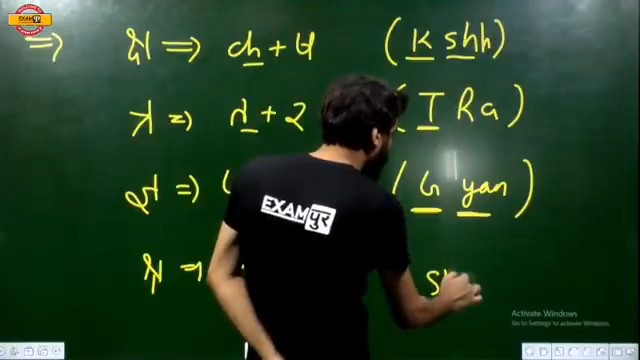 EXAMपुर
⇒ क्ष ⇒ क + ष (K shh)
त्र ⇒ त + र (T Ra)
ज्ञ ⇒ (G yan)
श्र ⇒ S
EXAMपुर
Activate Windows
Go to Settings to activate Windows.